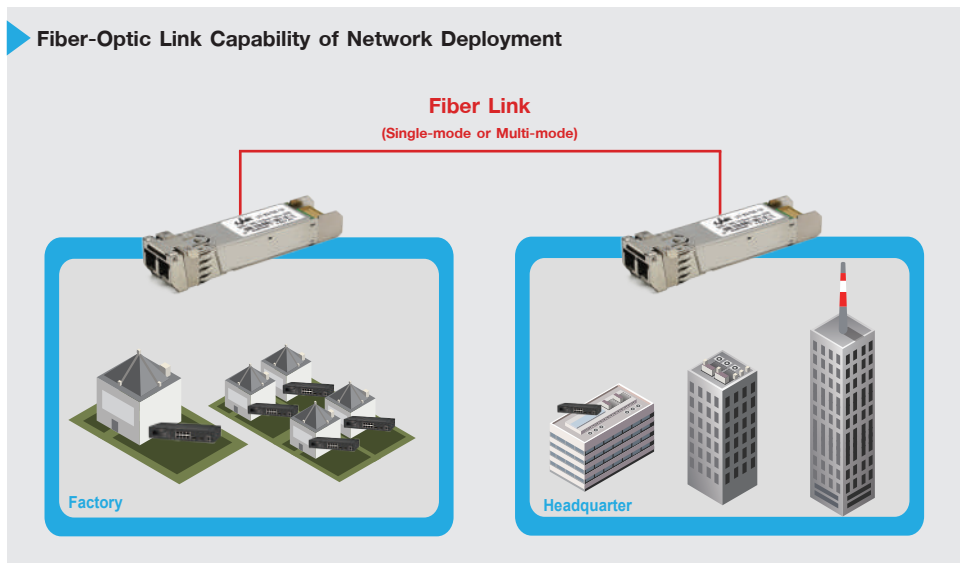 Fiber-Optic Link Capability of Network Deployment
Fiber Link
(Single-mode or Multi-mode)
Factory
Headquarter